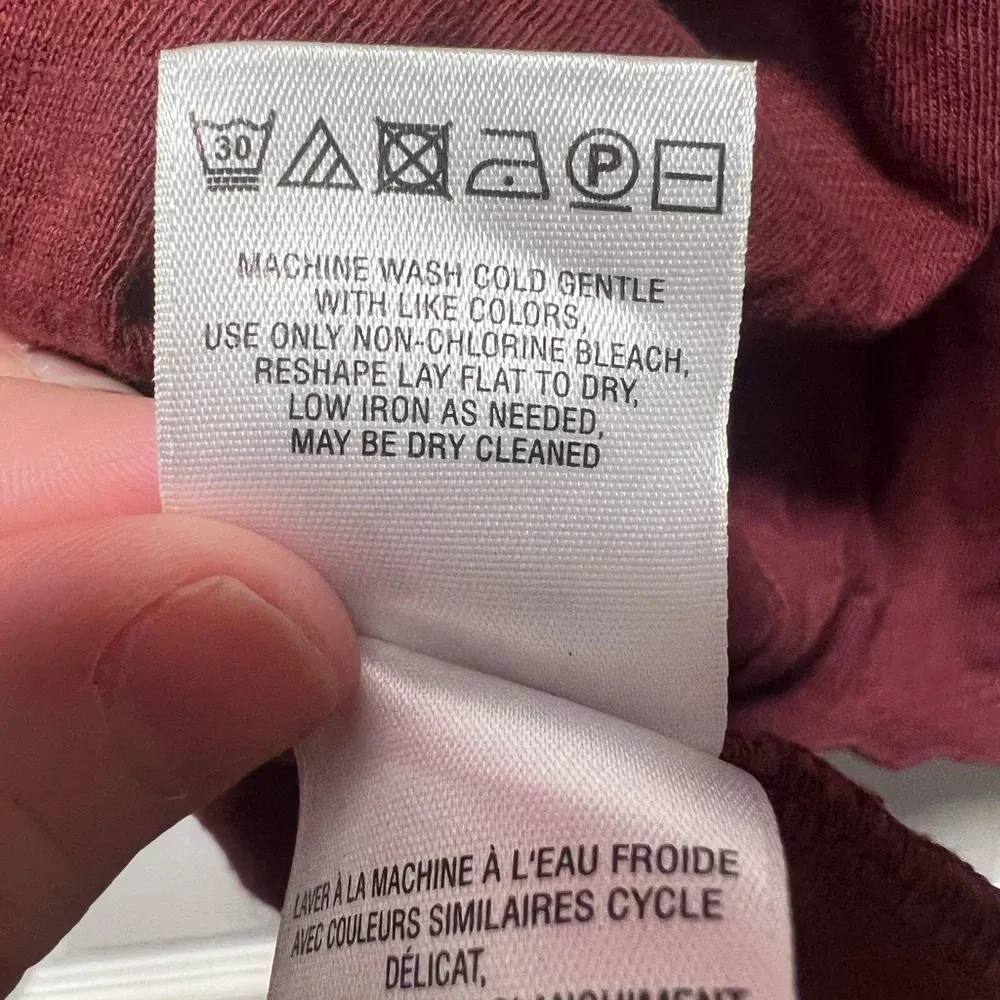 30 P
MACHINE WASH COLD GENTLE
WITH LIKE COLORS,
USE ONLY NON-CHLORINE BLEACH,
RESHAPE LAY FLAT TO DRY,
LOW IRON AS NEEDED,
MAY BE DRY CLEANED
LAVER À LA MACHINE À L'EAU FROIDE
AVEC COULEURS SIMILAIRES CYCLE
DÉLICAT,